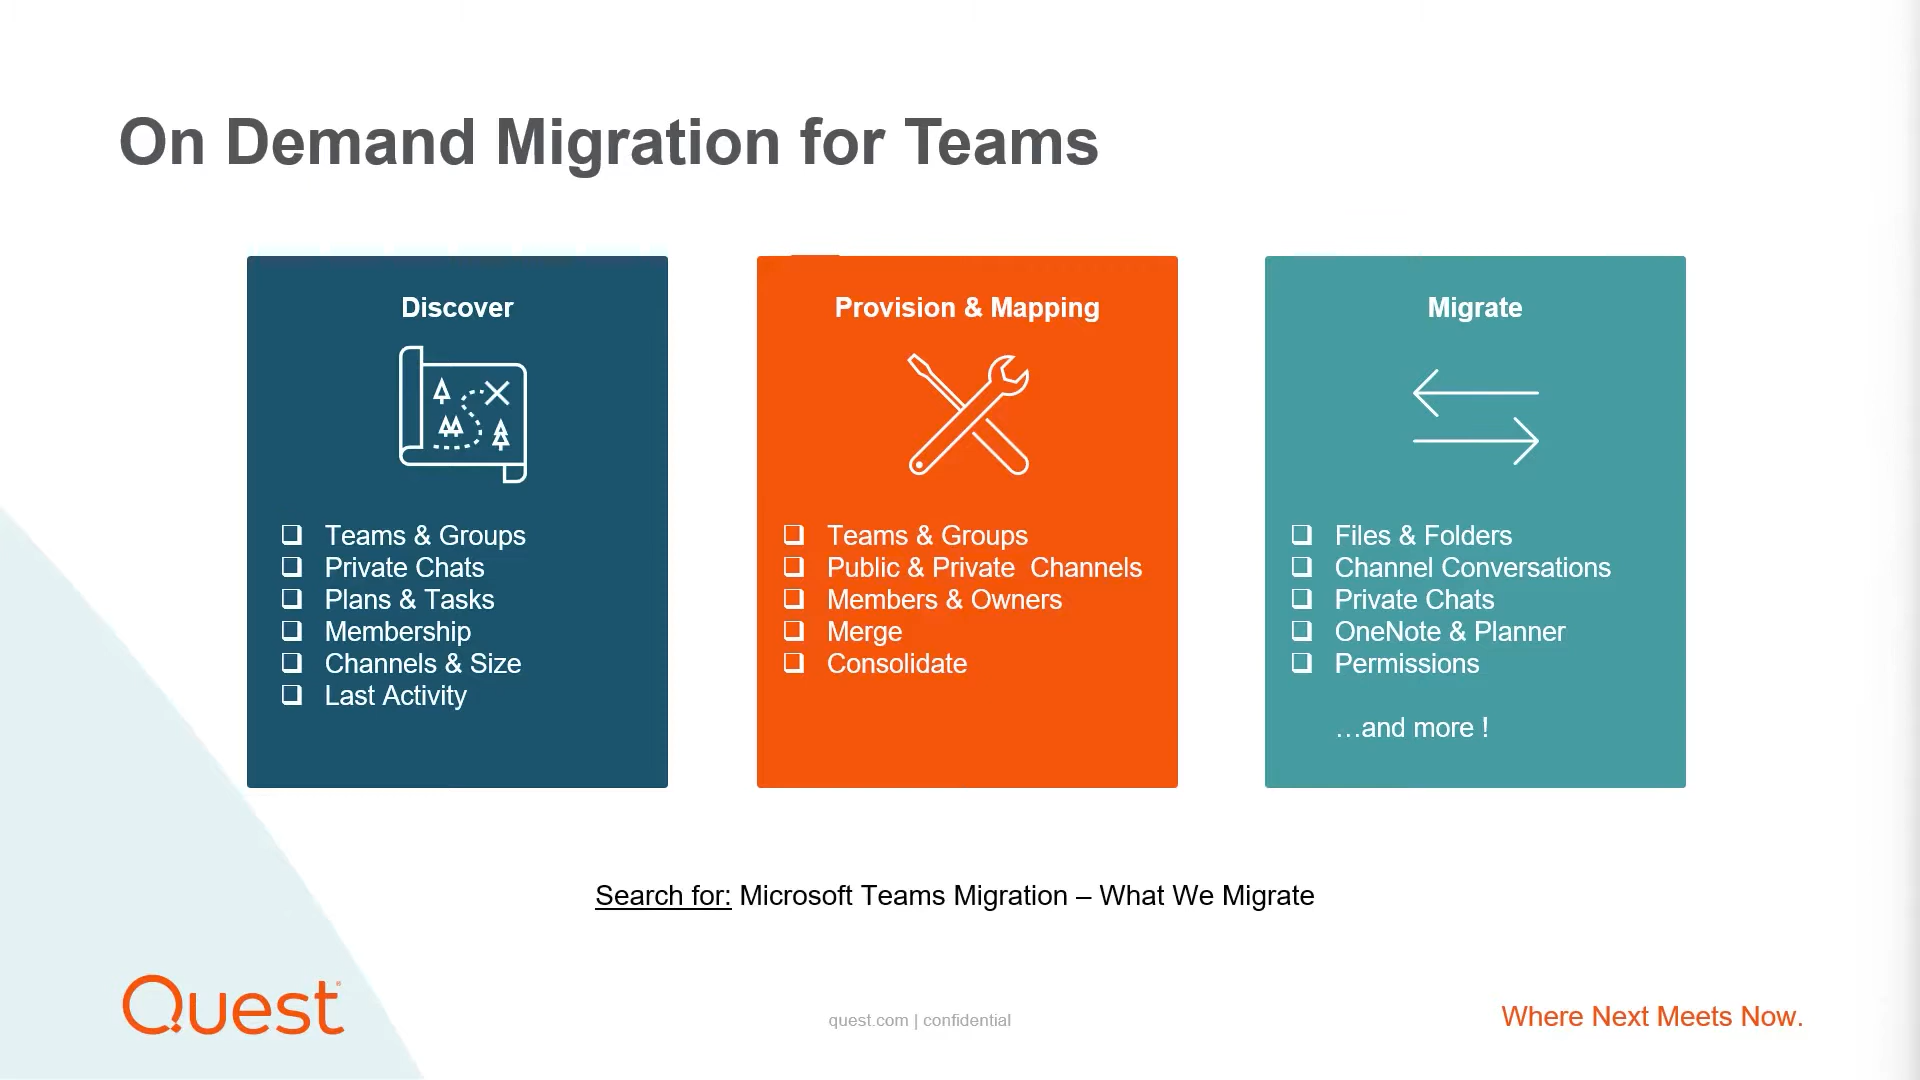 On Demand Migration for Teams
Discover
Teams & Groups
Private Chats
Plans & Tasks
Membership
Channels & Size
Last Activity
Provision & Mapping
Teams & Groups
Public & Private  Channels
Members & Owners
Merge
Consolidate
Migrate
Files & Folders
Channel Conversations
Private Chats
OneNote & Planner
Permissions
…and more !
Search for: Microsoft Teams Migration – What We Migrate
Quest
quest.com | confidential
Where Next Meets Now.